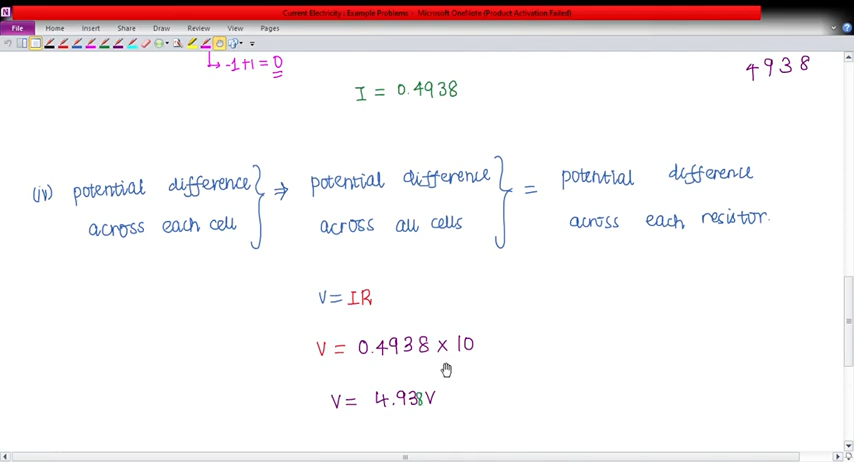 Current Electricity : Example Problems - Microsoft OneNote (Product Activation Failed)
File Home Insert Share Draw Review View Pages
-1+1 = 0
4938
I = 0.4938
(iv) potential difference across each cell } ⇒ potential difference across all cells } = potential difference across each resistor.
V = IR
V = 0.4938 × 10
V = 4.938V